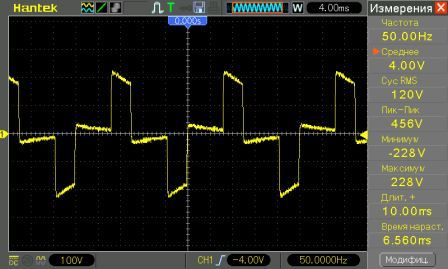 Hantek
T
0.000s
W
4.00ms
Измерения
Частота
50.00Hz
Среднее
4.00V
Сус RMS
120V
Пик-Пик
456V
Минимум
-228V
Максимум
228V
Длит. +
10.00ms
Время нараст.
6.560ms
1
DC
100V
CH1
-4.00V
50.0000Hz
Модифиц.